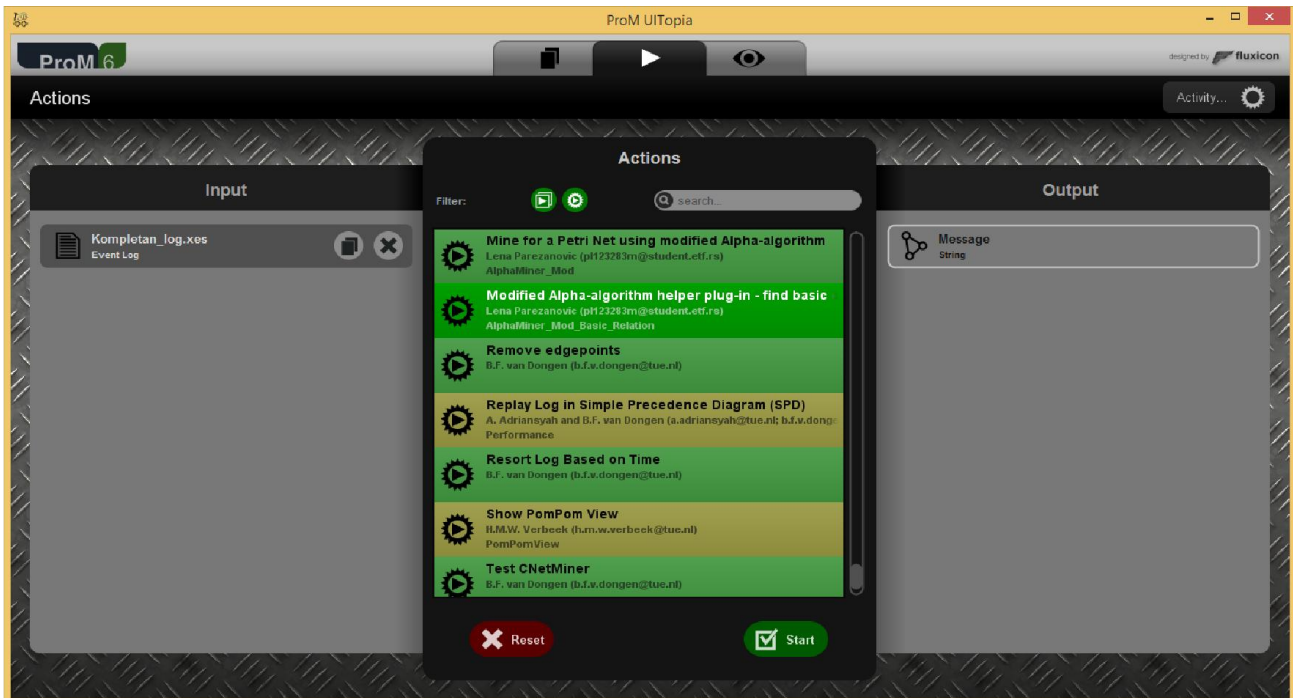 ProM UITopia
ProM 6
designed by fluxicon
Actions
Activity...
Input
Kompletan_log.xes
Event Log
Actions
Filter:
search...
Mine for a Petri Net using modified Alpha-algorithm
Lena Parezanovic (pl123283m@student.etf.rs)
AlphaMiner_Mod
Modified Alpha-algorithm helper plug-in - find basic
Lena Parezanovic (pl123283m@student.etf.rs)
AlphaMiner_Mod_Basic_Relation
Remove edgepoints
B.F. van Dongen (b.f.v.dongen@tue.nl)
Replay Log in Simple Precedence Diagram (SPD)
A. Adriansyah and B.F. van Dongen (a.adriansyah@tue.nl; b.f.v.dong
Performance
Resort Log Based on Time
B.F. van Dongen (b.f.v.dongen@tue.nl)
Show PomPom View
H.M.W. Verbeek (h.m.w.verbeek@tue.nl)
PomPomView
Test CNetMiner
B.F. van Dongen (b.f.v.dongen@tue.nl)
Reset
Start
Output
Message
String